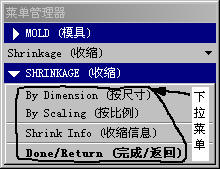 菜单管理器
MOLD (模具)
Shrinkage (收缩)
SHRINKAGE (收缩)
By Dimension (按尺寸)
By Scaling (按比例)
Shrink Info (收缩信息)
Done/Return (完成/返回)
下拉菜单